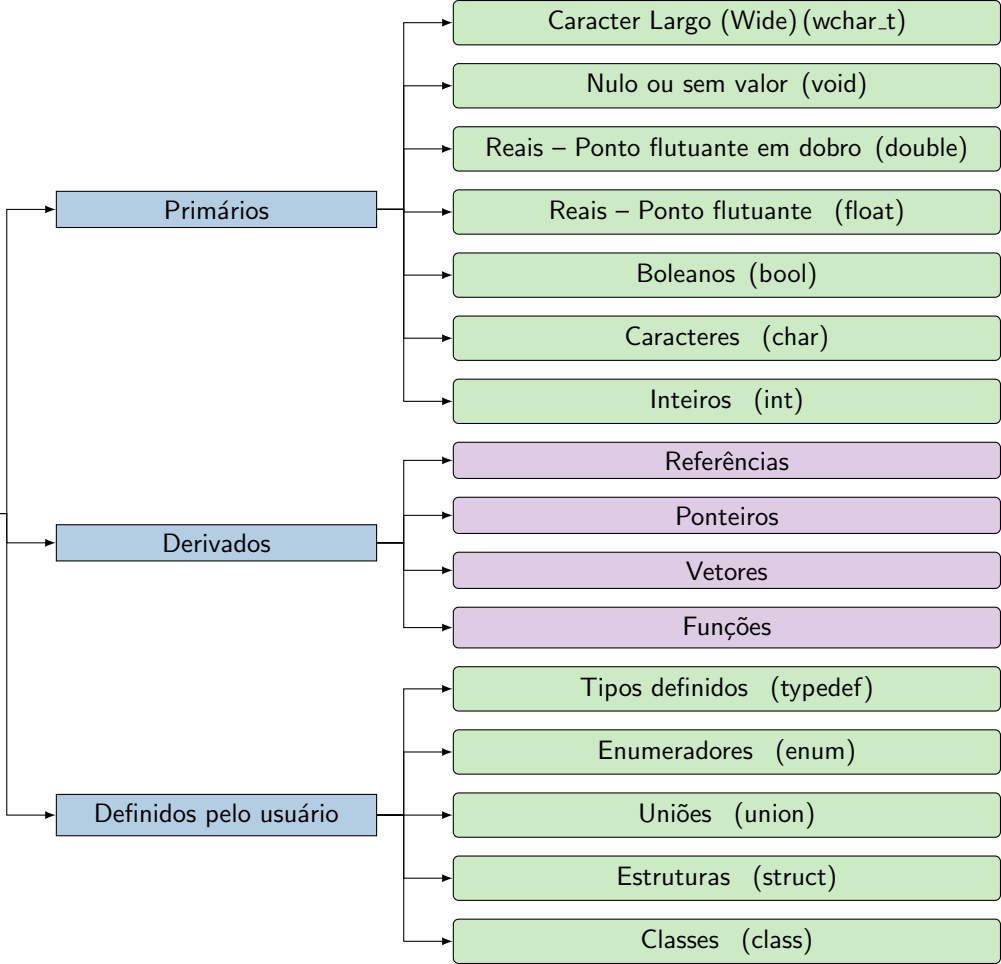 Caracter Largo (Wide) (wchar_t)
Nulo ou sem valor (void)
Reais – Ponto flutuante em dobro (double)
Primários
Reais – Ponto flutuante (float)
Boleanos (bool)
Caracteres (char)
Inteiros (int)
Referências
Ponteiros
Derivados
Vetores
Funções
Tipos definidos (typedef)
Enumeradores (enum)
Definidos pelo usuário
Uniões (union)
Estruturas (struct)
Classes (class)